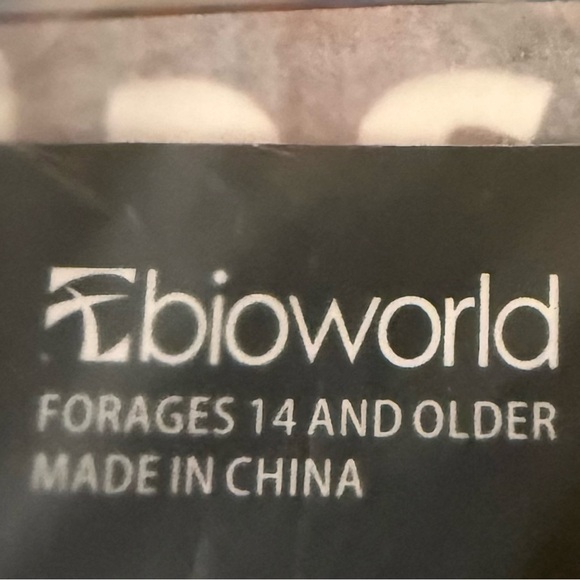 bioworld
FORAGES 14 AND OLDER
MADE IN CHINA